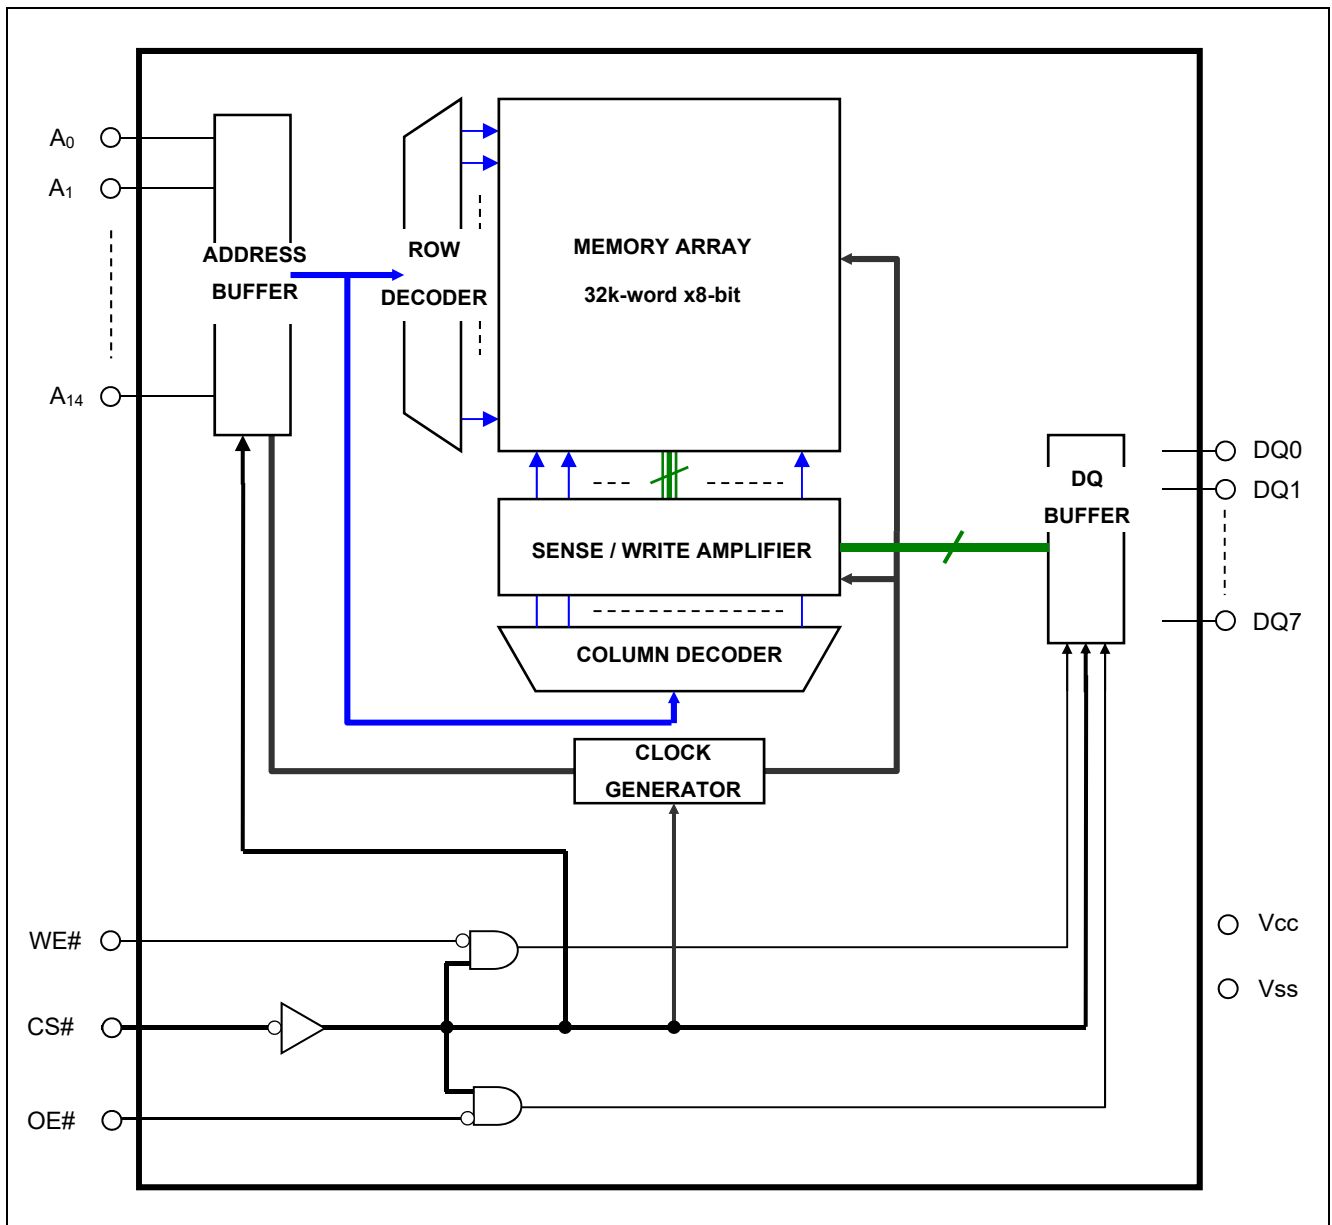 A0
A1
A14
ADDRESS
BUFFER
ROW
DECODER
MEMORY ARRAY
32k-word x8-bit
SENSE / WRITE AMPLIFIER
COLUMN DECODER
CLOCK
GENERATOR
DQ
BUFFER
DQ0
DQ1
DQ7
WE#
CS#
OE#
Vcc
Vss